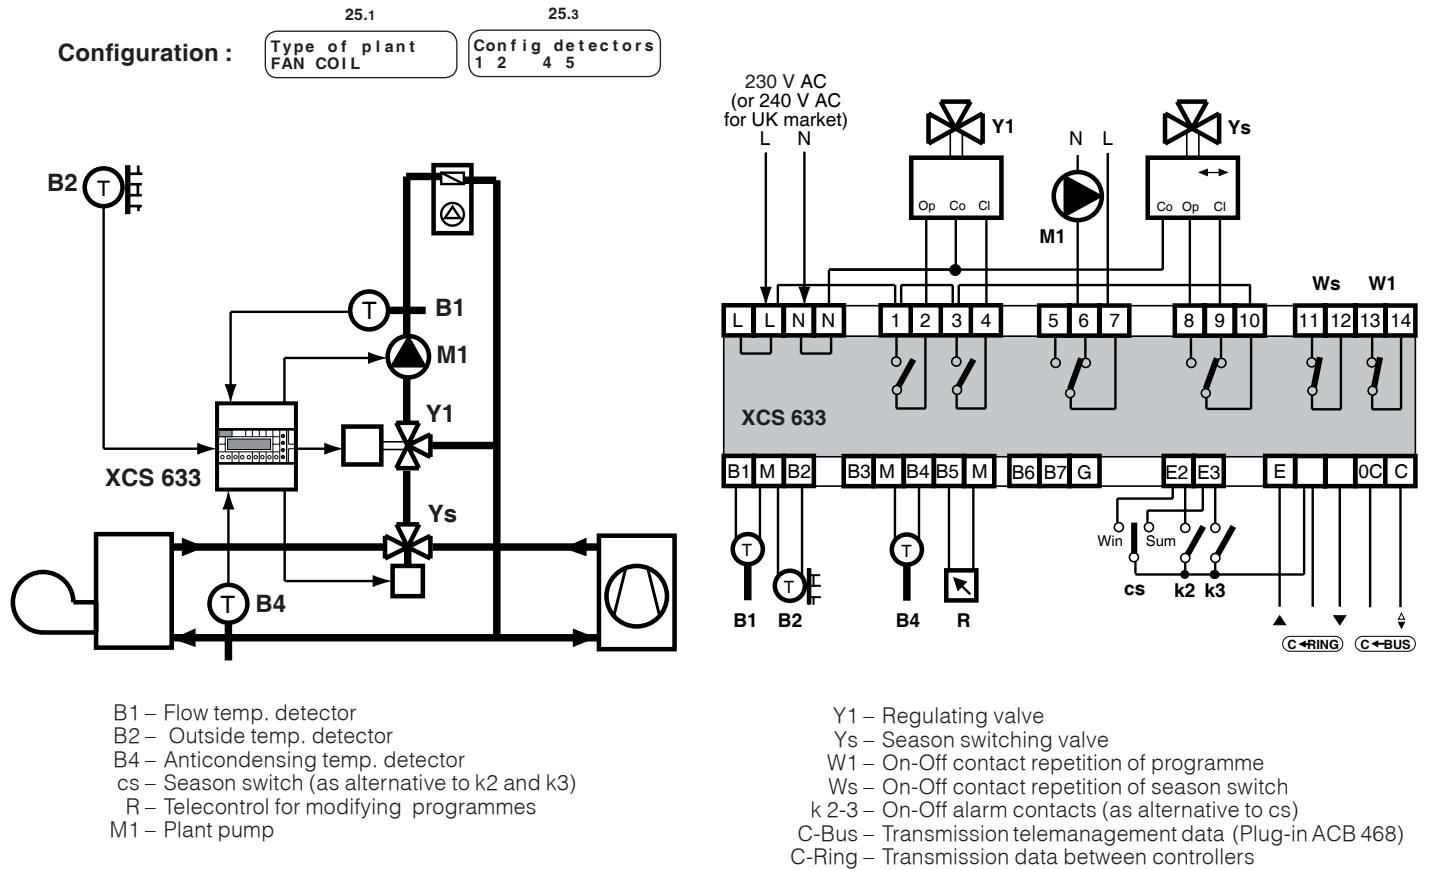 25.1
25.3
Configuration :
Type of plant
FAN COIL
Config detectors
1 2 4 5
B2
T
T
B1
M1
Y1
XCS 633
Ys
T
B4
230 V AC
(or 240 V AC
for UK market)
L N
Y1
N L
Ys
Op Co Cl
M1
Co Op Cl
Ws W1
L L N N 1 2 3 4 5 6 7 8 9 10 11 12 13 14
XCS 633
B1 M B2 B3 M B4 B5 M B6 B7 G E2 E3 E 0C C
T
T
T
Win Sum
cs k2 k3
B1 B2 B4 R
C RING C BUS
B1 – Flow temp. detector
B2 – Outside temp. detector
B4 – Anticondensing temp. detector
cs – Season switch (as alternative to k2 and k3)
R – Telecontrol for modifying programmes
M1 – Plant pump
Y1 – Regulating valve
Ys – Season switching valve
W1 – On-Off contact repetition of programme
Ws – On-Off contact repetition of season switch
k 2-3 – On-Off alarm contacts (as alternative to cs)
C-Bus – Transmission telemanagement data (Plug-in ACB 468)
C-Ring – Transmission data between controllers